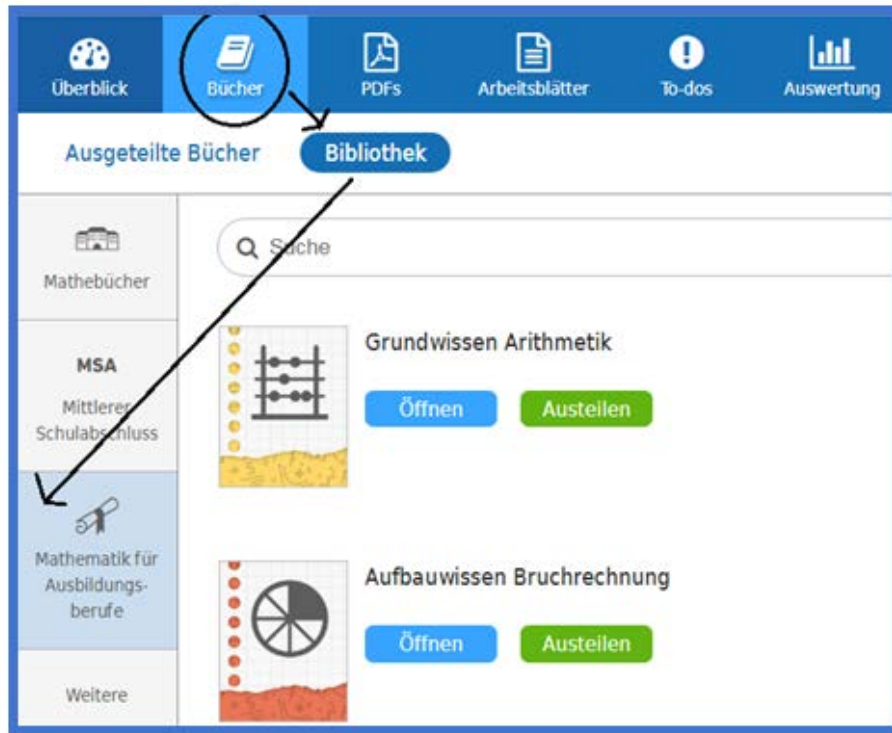 Überblick
Bücher
PDFs
Arbeitsblätter
To-dos
Auswertung
Ausgeteilte Bücher
Bibliothek
Mathebücher
MSA
Mittlerer
Schulabschluss
Mathematik für
Ausbildungs-
berufe
Weitere
Suche
Grundwissen Arithmetik
Öffnen
Austeilen
Aufbauwissen Bruchrechnung
Öffnen
Austeilen